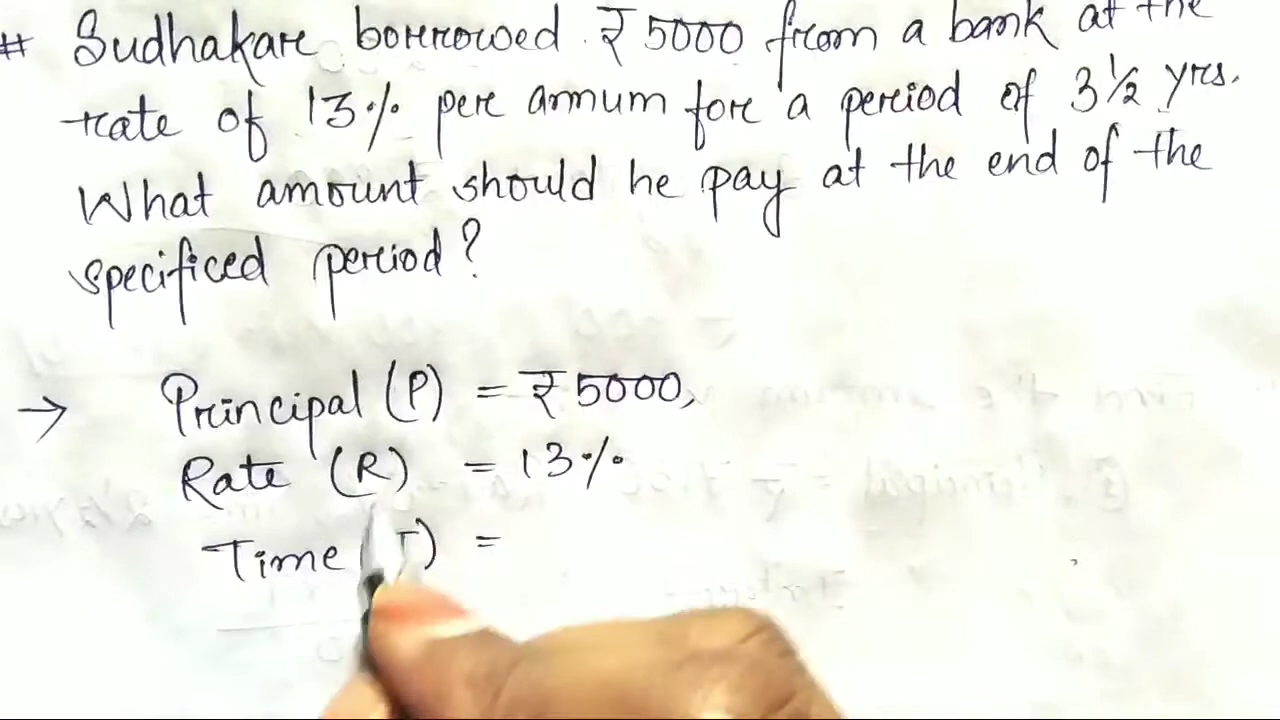 # Sudhakar borrowed ₹5000 from a bank at the
rate of 13% per annum for a period of 3½ yrs.
What amount should he pay at the end of the
specificed period?
→ Principal (P) = ₹5000,
Rate (R) = 13%
Time (T) =